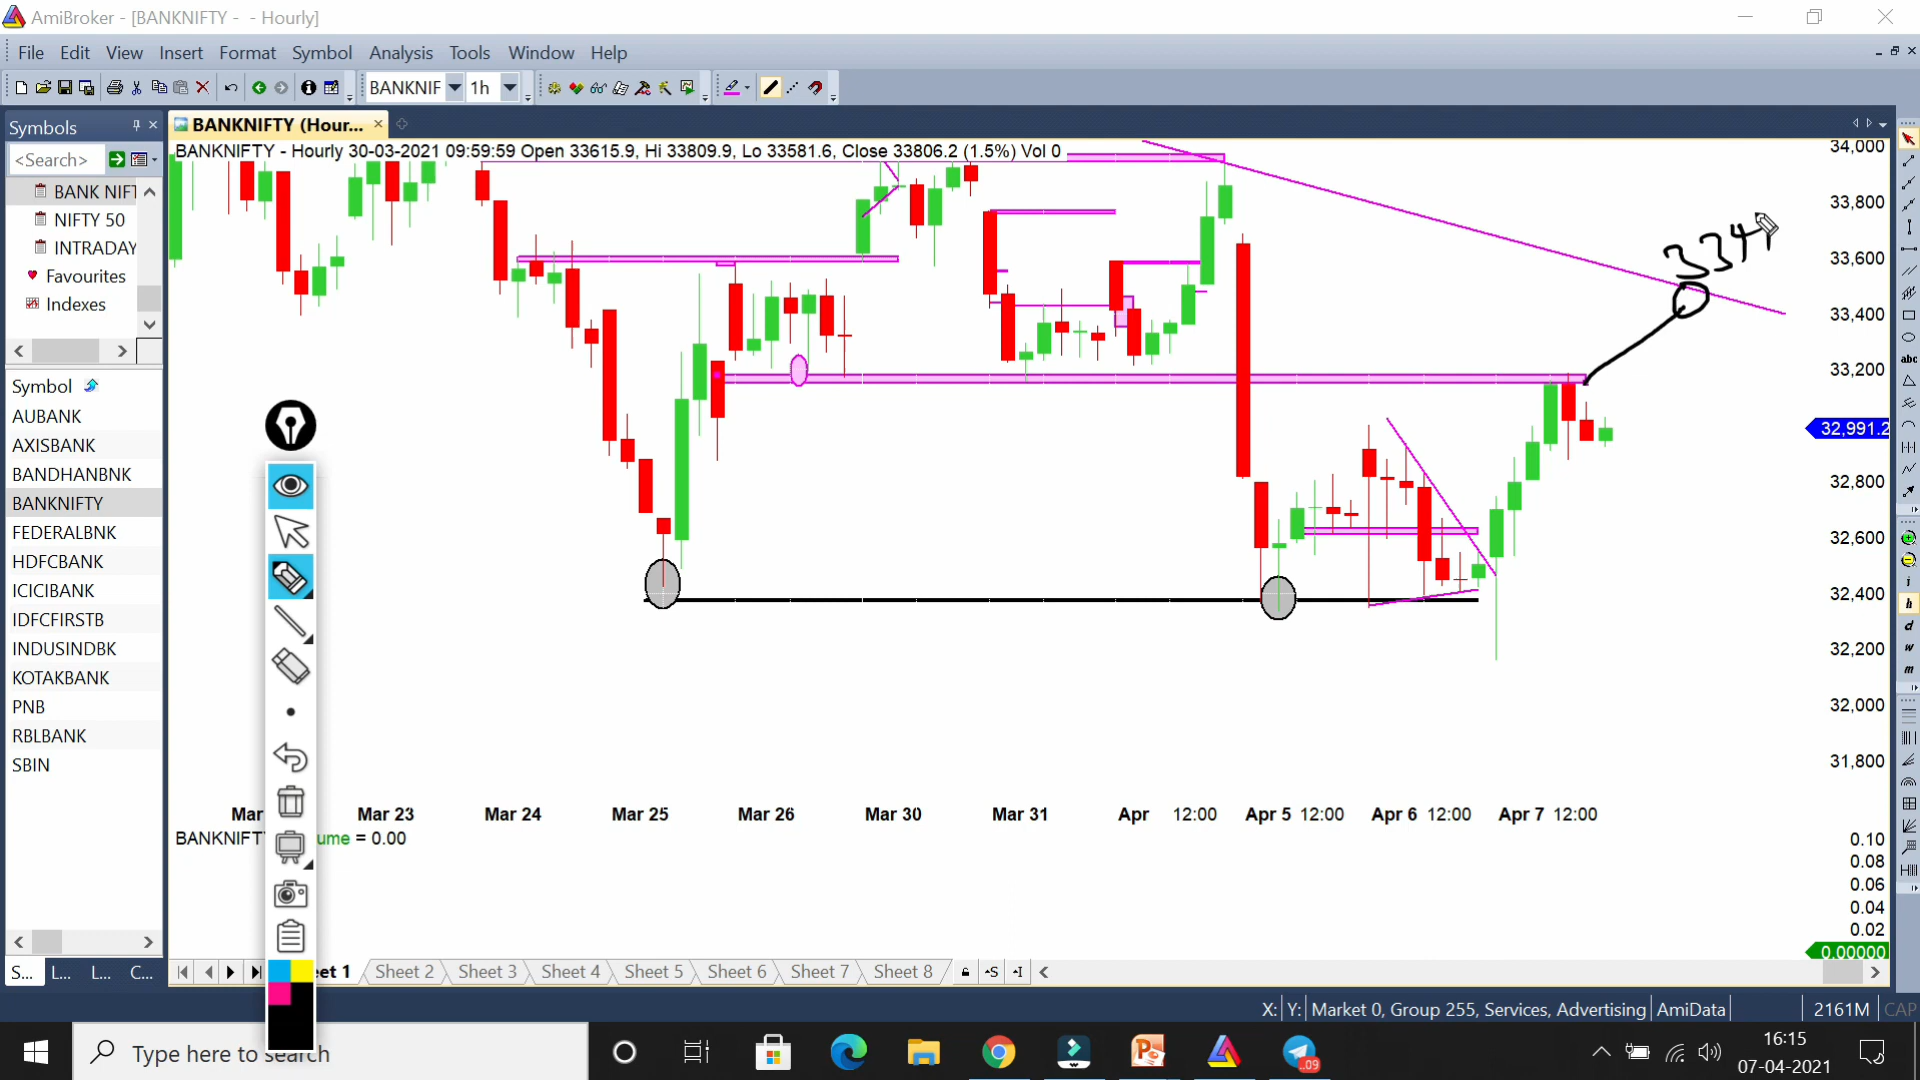 AmiBroker - [BANKNIFTY - - Hourly]
File Edit View Insert Format Symbol Analysis Tools Window Help
BANKNIF 1h
Symbols
BANKNIFTY (Hour...
<Search>
BANKNIFTY - Hourly 30-03-2021 09:59:59 Open 33615.9, Hi 33809.9, Lo 33581.6, Close 33806.2 (1.5%) Vol 0
BANK NIFT
NIFTY 50
INTRADAY
Favourites
Indexes
Symbol
AUBANK
AXISBANK
BANDHANBNK
BANKNIFTY
FEDERALBNK
HDFCBANK
ICICIBANK
IDFCFIRSTB
INDUSINDBK
KOTAKBANK
PNB
RBLBANK
SBIN
334
34,000
33,800
33,600
33,400
33,200
32,991.2
32,800
32,600
32,400
32,200
32,000
31,800
abc
i
h
d
w
m
Mar Mar 23 Mar 24 Mar 25 Mar 26 Mar 30 Mar 31 Apr 12:00 Apr 5 12:00 Apr 6 12:00 Apr 7 12:00
BANKNIFT ume = 0.00
0.10
0.08
0.06
0.04
0.02
0.00000
S... L... L... C...
et 1 Sheet 2 Sheet 3 Sheet 4 Sheet 5 Sheet 6 Sheet 7 Sheet 8
X: Y: Market 0, Group 255, Services, Advertising AmiData 2161M CAP
Type here to search
16:15
07-04-2021